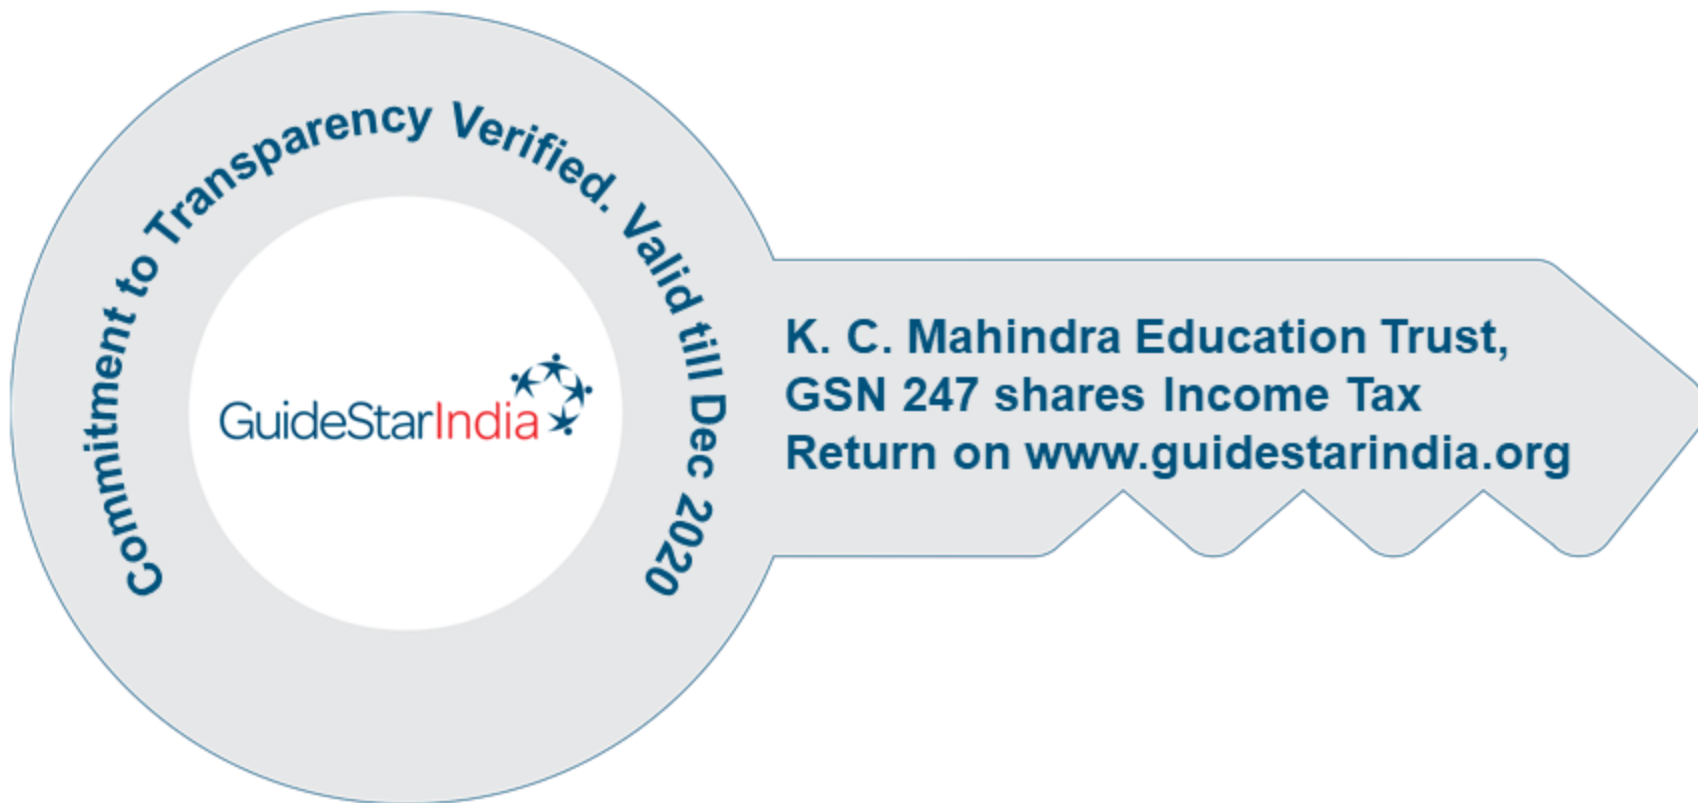 Commitment to Transparency Verified. Valid till Dec 2020
GuideStarIndia
K. C. Mahindra Education Trust,
GSN 247 shares Income Tax
Return on www.guidestarindia.org